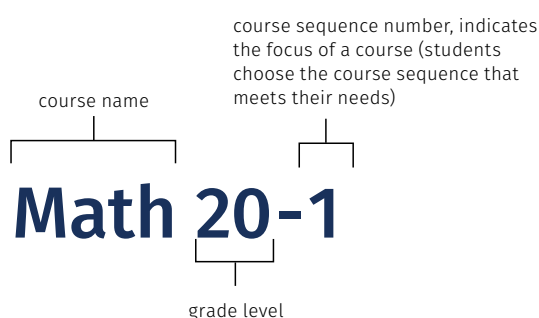 course sequence number, indicates
the focus of a course (students
choose the course sequence that
meets their needs)
course name
Math 20-1
grade level